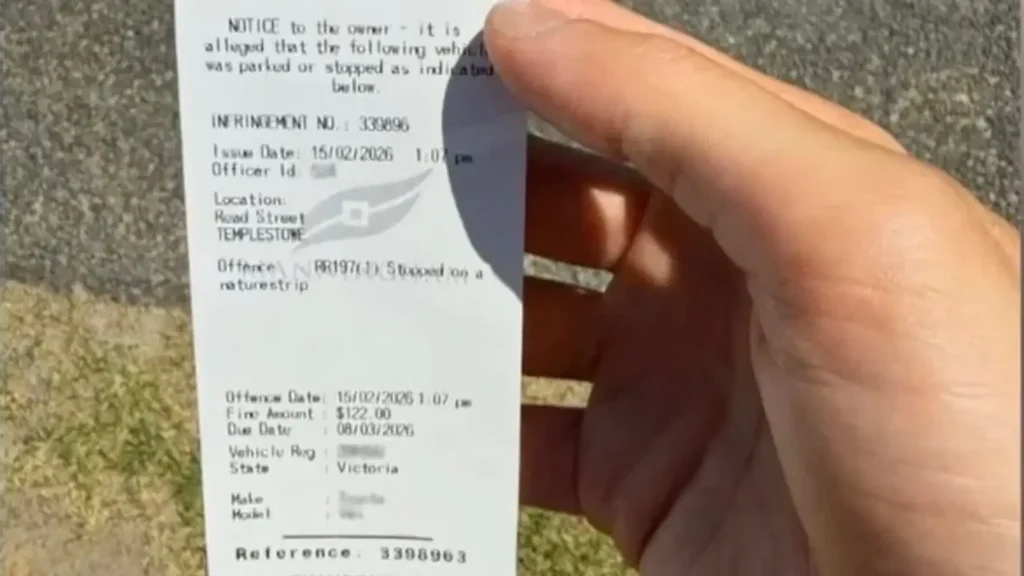 NOTICE to the owner - it is
alleged that the following vehicle
was parked or stopped as indicated
below.
INFRINGEMENT NO.: 339896
Issue Date: 15/02/2026 1:07 pm
Officer Id:
Location:
Road Street
TEMPLESTOWE
Offence RR197(1) Stopped on a
naturestrip
Offence Date: 15/02/2026 1:07 pm
Fine Amount : $122.00
Due Date : 08/03/2026
Vehicle Reg :
State : Victoria
Make :
Model :
Reference: 3398963